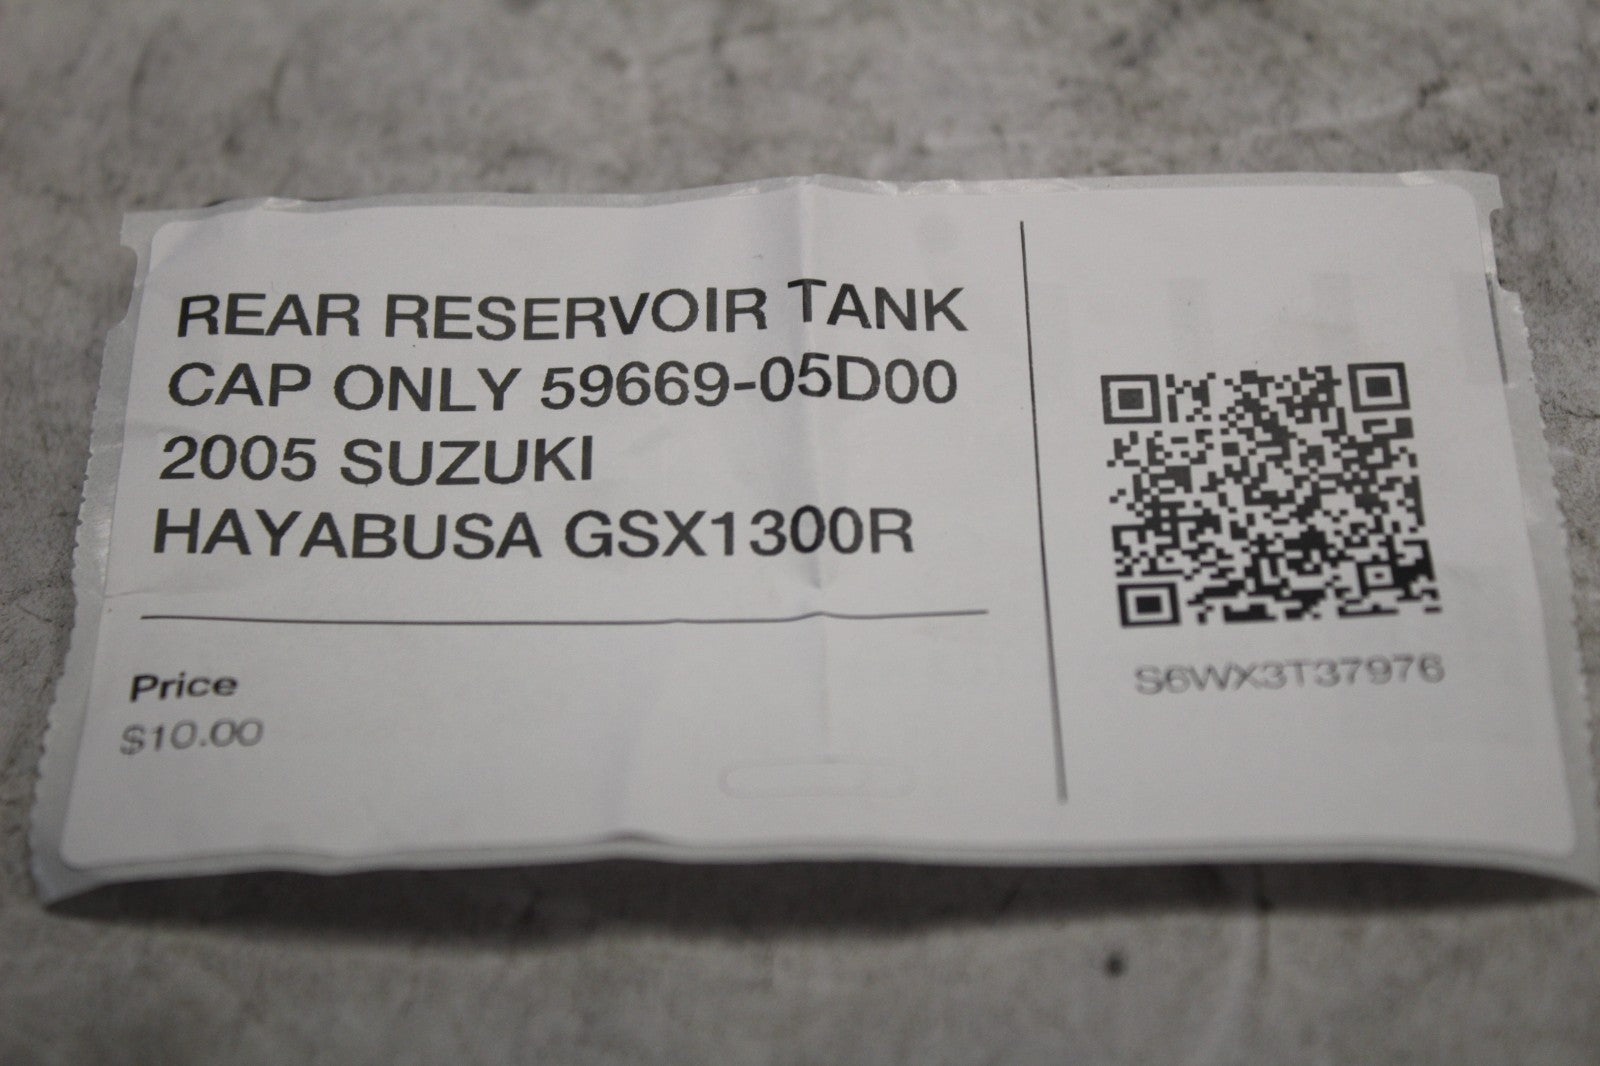 REAR RESERVOIR TANK
CAP ONLY 59669-05D00
2005 SUZUKI
HAYABUSA GSX1300R
Price
$10.00
S6WX3T37976